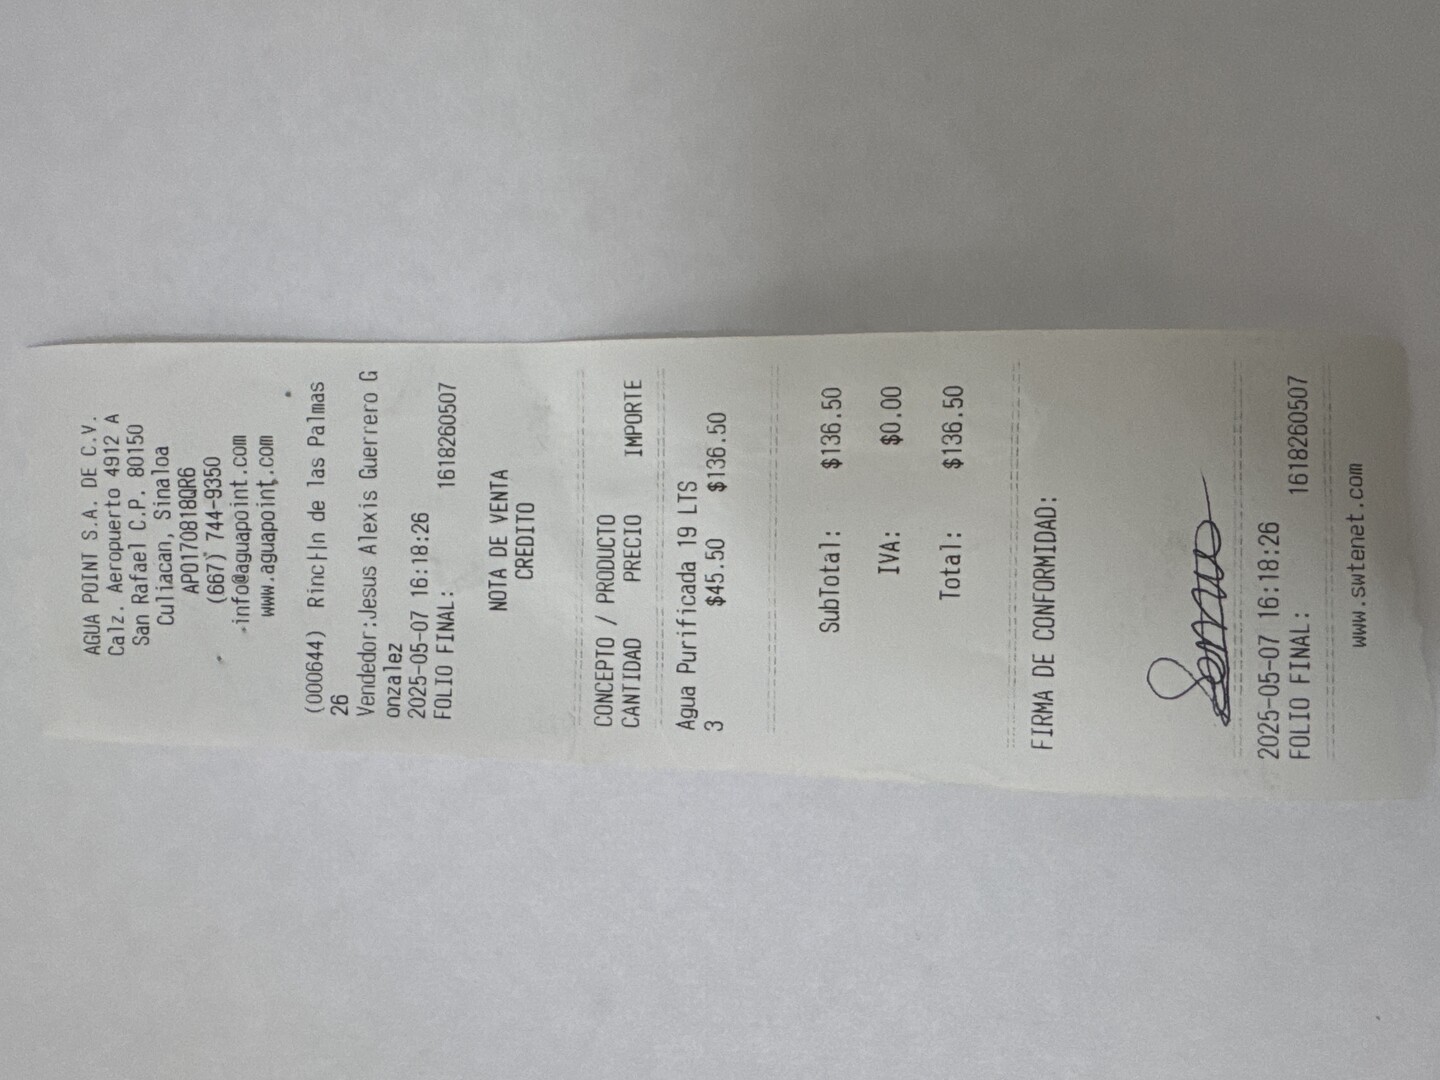 AGUA POINT S.A. DE C.V.
Calz. Aeropuerto 4912 A
San Rafael C.P. 80150
Culiacan, Sinaloa
APO170818QR6
(667) 744-9350
info@aguapoint.com
www.aguapoint.com
(000644) Rinc├ln de las Palmas
26
Vendedor:Jesus Alexis Guerrero G
onzalez
2025-05-07 16:18:26
FOLIO FINAL: 1618260507
NOTA DE VENTA
CREDITO
CONCEPTO / PRODUCTO
CANTIDAD PRECIO IMPORTE
Agua Purificada 19 LTS
3 $45.50 $136.50
SubTotal: $136.50
IVA: $0.00
Total: $136.50
FIRMA DE CONFORMIDAD:
2025-05-07 16:18:26
FOLIO FINAL: 1618260507
www.swtenet.com